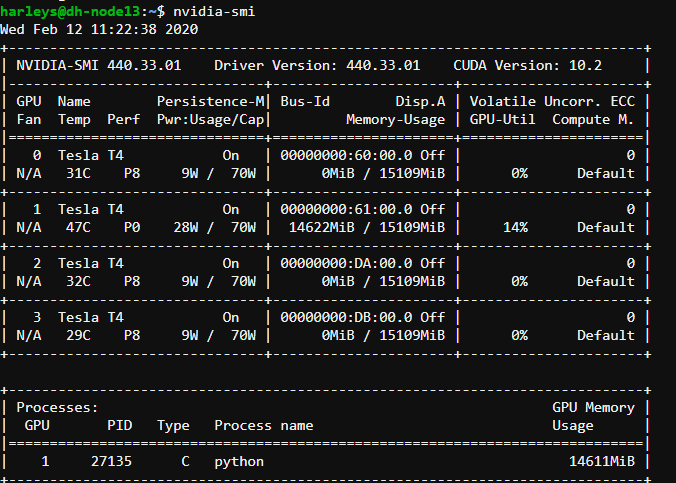 harleys@dh-node13:~$ nvidia-smi
Wed Feb 12 11:22:38 2020
+-----------------------------------------------------------------------------+
| NVIDIA-SMI 440.33.01    Driver Version: 440.33.01    CUDA Version: 10.2     |
|-------------------------------+----------------------+----------------------+
| GPU  Name        Persistence-M| Bus-Id        Disp.A | Volatile Uncorr. ECC |
| Fan  Temp  Perf  Pwr:Usage/Cap|         Memory-Usage | GPU-Util  Compute M. |
|===============================+======================+======================|
|   0  Tesla T4            On   | 00000000:60:00.0 Off |                    0 |
| N/A   31C    P8     9W /  70W |      0MiB / 15109MiB |      0%      Default |
+-------------------------------+----------------------+----------------------+
|   1  Tesla T4            On   | 00000000:61:00.0 Off |                    0 |
| N/A   47C    P0    28W /  70W |  14622MiB / 15109MiB |     14%      Default |
+-------------------------------+----------------------+----------------------+
|   2  Tesla T4            On   | 00000000:DA:00.0 Off |                    0 |
| N/A   32C    P8     9W /  70W |      0MiB / 15109MiB |      0%      Default |
+-------------------------------+----------------------+----------------------+
|   3  Tesla T4            On   | 00000000:DB:00.0 Off |                    0 |
| N/A   29C    P8     9W /  70W |      0MiB / 15109MiB |      0%      Default |
+-------------------------------+----------------------+----------------------+

+-----------------------------------------------------------------------------+
| Processes:                                                       GPU Memory |
|  GPU       PID   Type   Process name                             Usage      |
|=============================================================================|
|    1     27135      C   python                                     14611MiB |
+-----------------------------------------------------------------------------+